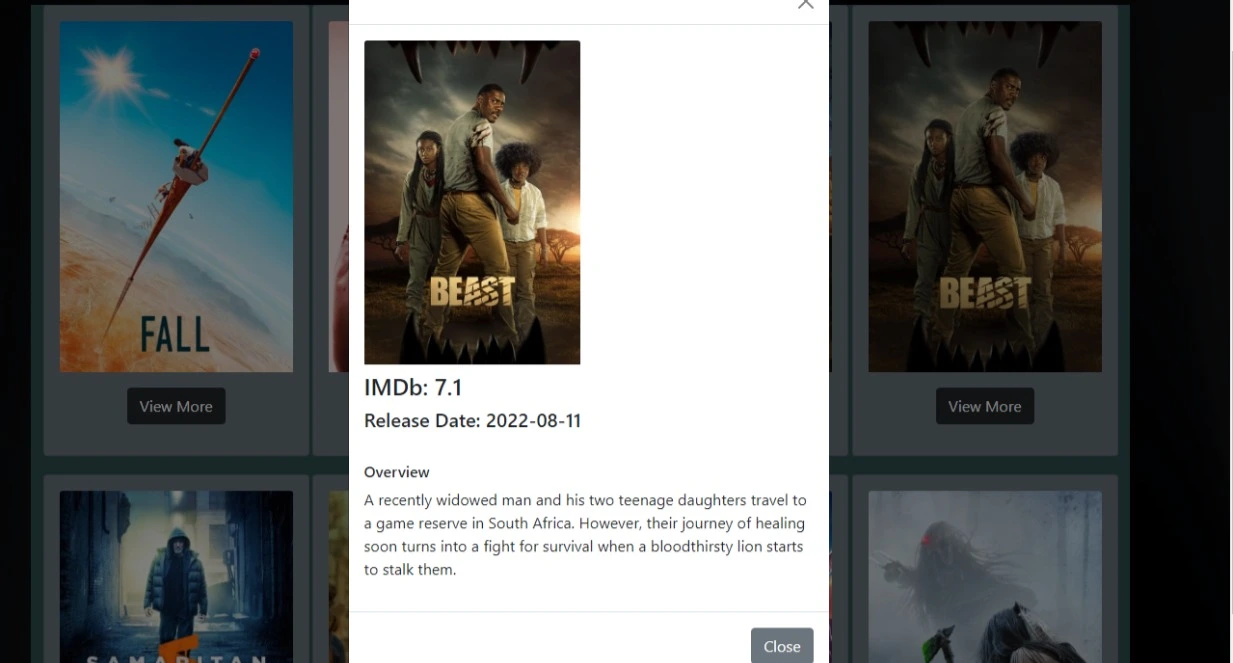 FALL
View More
BEAST
IMDb: 7.1
Release Date: 2022-08-11
Overview
A recently widowed man and his two teenage daughters travel to
a game reserve in South Africa. However, their journey of healing
soon turns into a fight for survival when a bloodthirsty lion starts
to stalk them.
Close
BEAST
View More
SAMARITAN